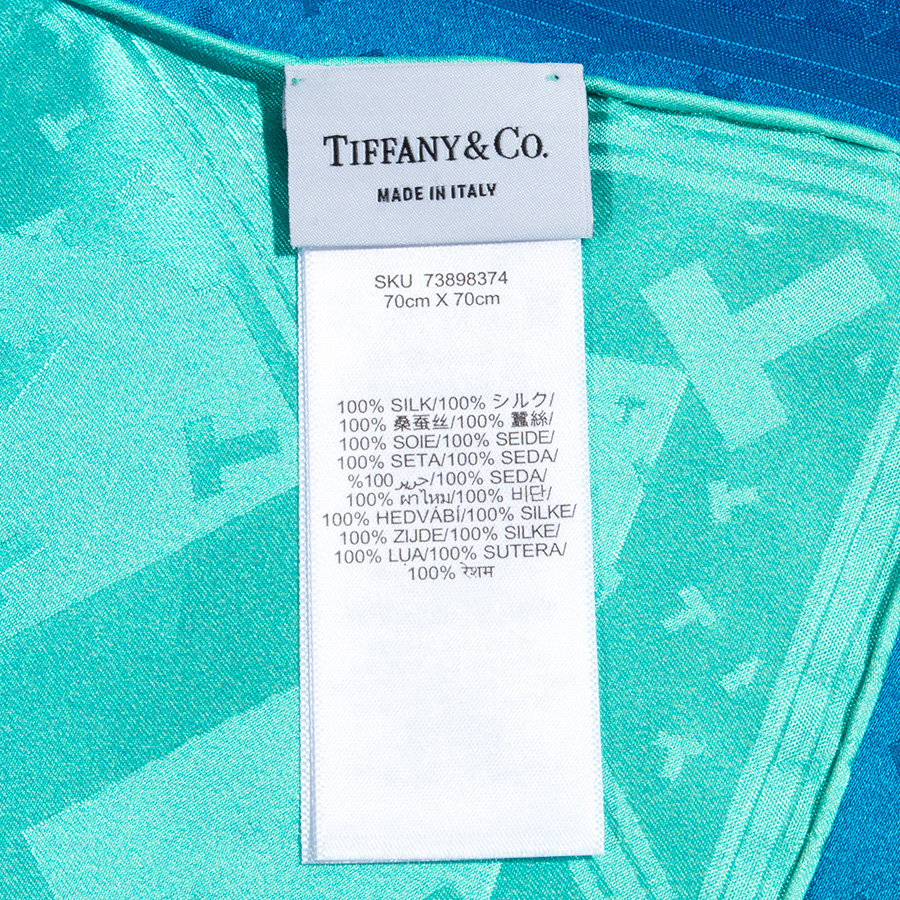 TIFFANY & CO.
MADE IN ITALY
SKU 73898374
70cm X 70cm
100% SILK/100% シルク/
100% 桑蚕丝/100% 蠶絲/
100% SOIE/100% SEIDE/
100% SETA/100% SEDA/
%100 حرير/100% SEDA/
100% ผ้าไหม/100% 비단/
100% HEDVÁBÍ/100% SILKE/
100% ZIJDE/100% SILKE/
100% LỤA/100% SUTERA/
100% रेशम